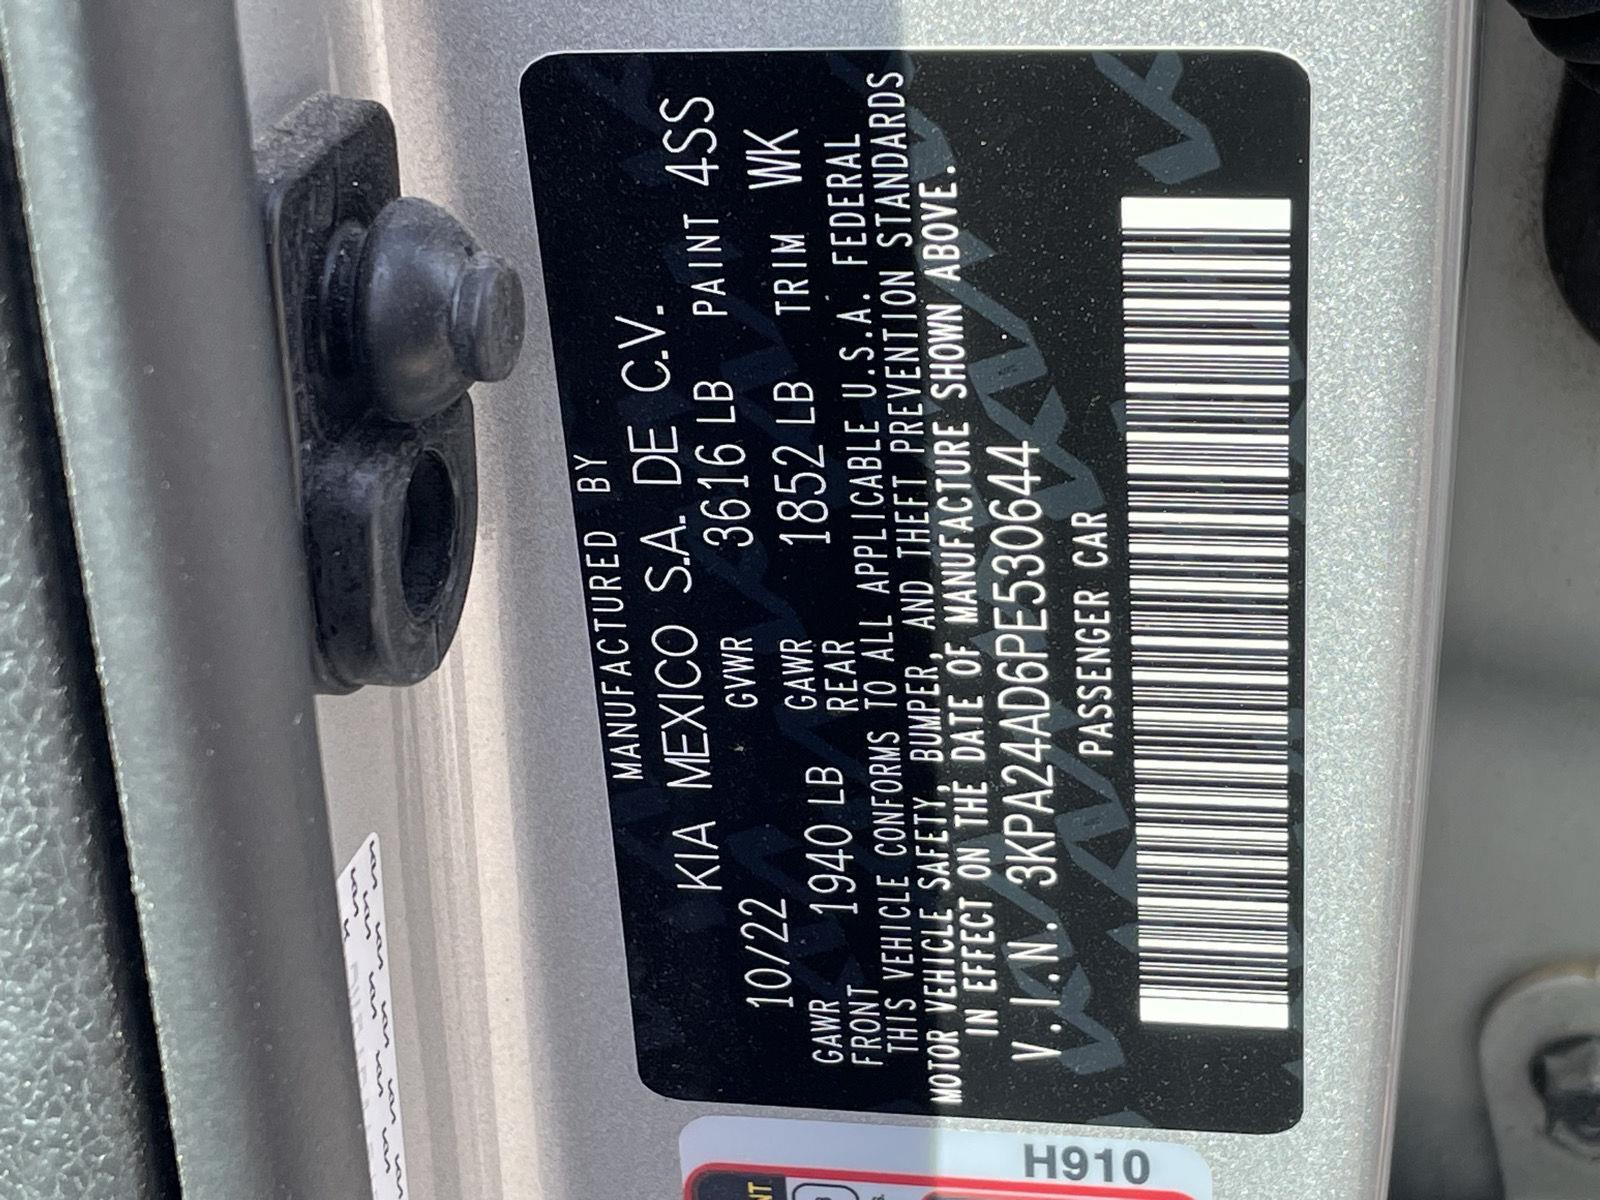 MANUFACTURED BY
KIA MEXICO S.A. DE C.V.
10/22 GVWR 3616 LB PAINT 4SS
GAWR FRONT 1940 LB GAWR REAR 1852 LB TRIM WK
THIS VEHICLE CONFORMS TO ALL APPLICABLE U.S.A. FEDERAL
MOTOR VEHICLE SAFETY, BUMPER, AND THEFT PREVENTION STANDARDS
IN EFFECT ON THE DATE OF MANUFACTURE SHOWN ABOVE.
V.I.N. 3KPA24AD6PE530644
PASSENGER CAR
H910